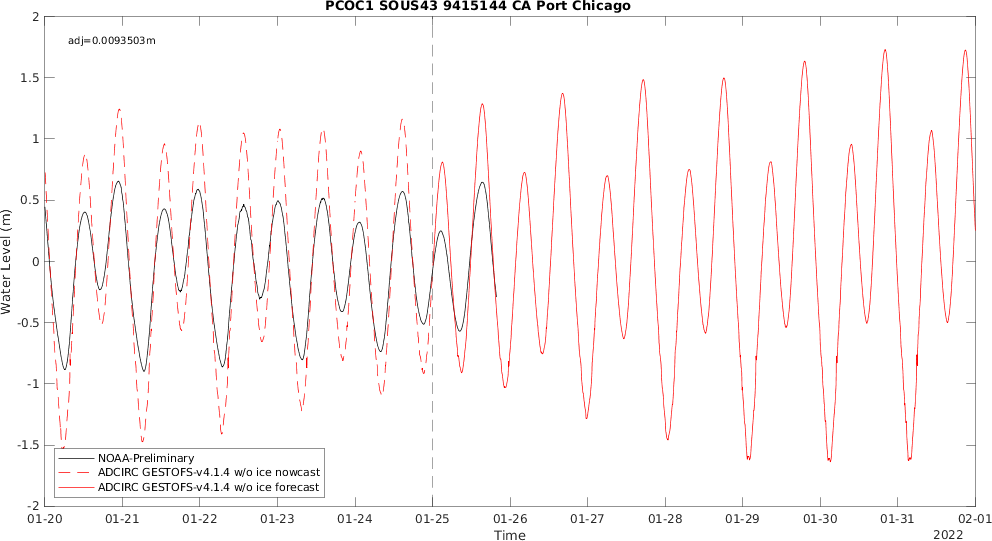 PCOC1 SOUS43 9415144 CA Port Chicago
adj=0.0093503m
2
1.5
1
0.5
0
-0.5
-1
-1.5
-2
Water Level (m)
NOAA-Preliminary
ADCIRC GESTOFS-v4.1.4 w/o ice nowcast
ADCIRC GESTOFS-v4.1.4 w/o ice forecast
01-20 01-21 01-22 01-23 01-24 01-25 01-26 01-27 01-28 01-29 01-30 01-31 02-01
Time
2022